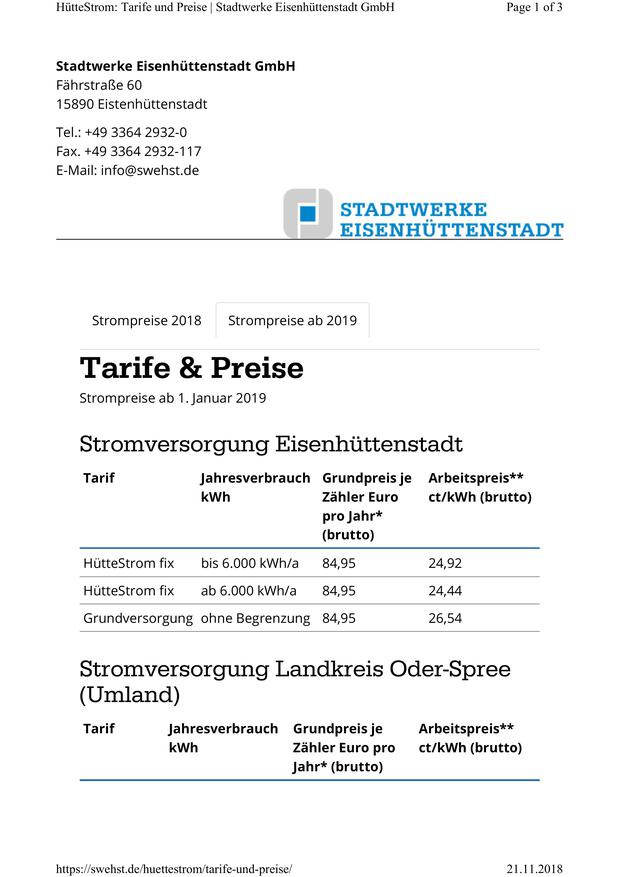 HütteStrom: Tarife und Preise | Stadtwerke Eisenhüttenstadt GmbH Page 1 of 3
Stadtwerke Eisenhüttenstadt GmbH
Fährstraße 60
15890 Eistenhüttenstadt
Tel.: +49 3364 2932-0
Fax. +49 3364 2932-117
E-Mail: info@swehst.de
STADTWERKE
EISENHÜTTENSTADT
Strompreise 2018 Strompreise ab 2019
Tarife & Preise
Strompreise ab 1. Januar 2019
Stromversorgung Eisenhüttenstadt
Tarif Jahresverbrauch Grundpreis je Arbeitspreis**
kWh Zähler Euro ct/kWh (brutto)
pro Jahr*
(brutto)
HütteStrom fix bis 6.000 kWh/a 84,95 24,92
HütteStrom fix ab 6.000 kWh/a 84,95 24,44
Grundversorgung ohne Begrenzung 84,95 26,54
Stromversorgung Landkreis Oder-Spree
(Umland)
Tarif Jahresverbrauch Grundpreis je Arbeitspreis**
kWh Zähler Euro pro ct/kWh (brutto)
Jahr* (brutto)
https://swehst.de/huettestrom/tarife-und-preise/ 21.11.2018